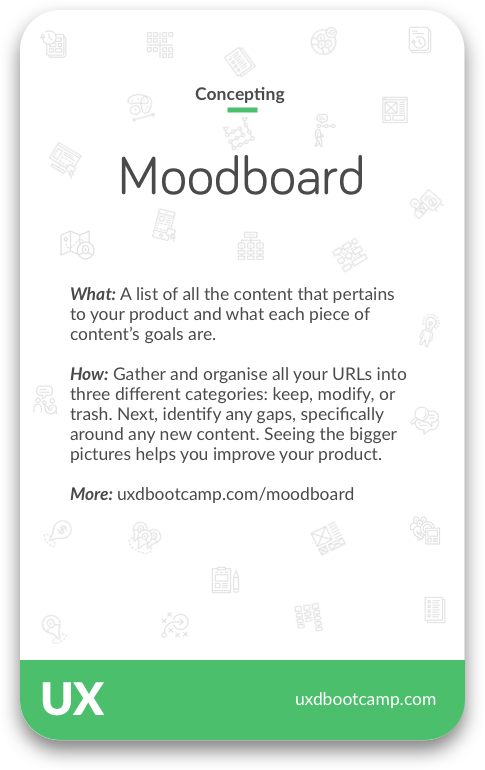 Concepting
Moodboard
What: A list of all the content that pertains
to your product and what each piece of
content’s goals are.
How: Gather and organise all your URLs into
three different categories: keep, modify, or
trash. Next, identify any gaps, specifically
around any new content. Seeing the bigger
pictures helps you improve your product.
More: uxdbootcamp.com/moodboard
UX
uxdbootcamp.com